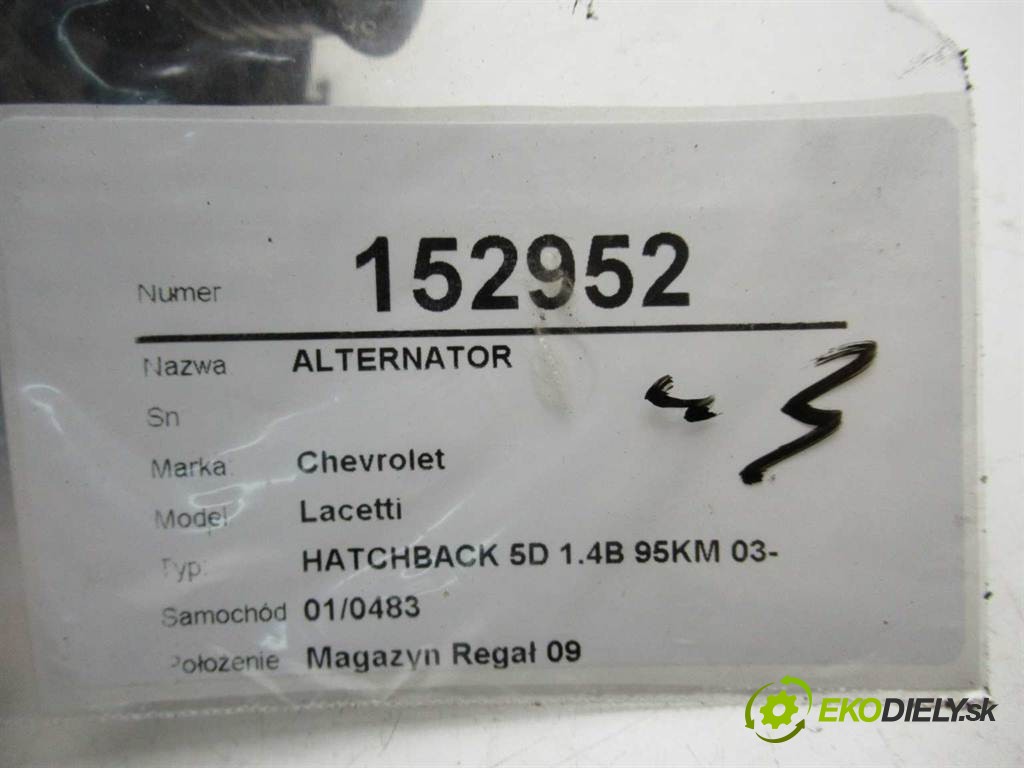 Numer 152952
Nazwa ALTERNATOR
Sn
Marka: Chevrolet
Model Lacetti
Typ: HATCHBACK 5D 1.4B 95KM 03-
Samochód 01/0483
Położenie Magazyn Regał 09
- 3
EKODIELY.sk